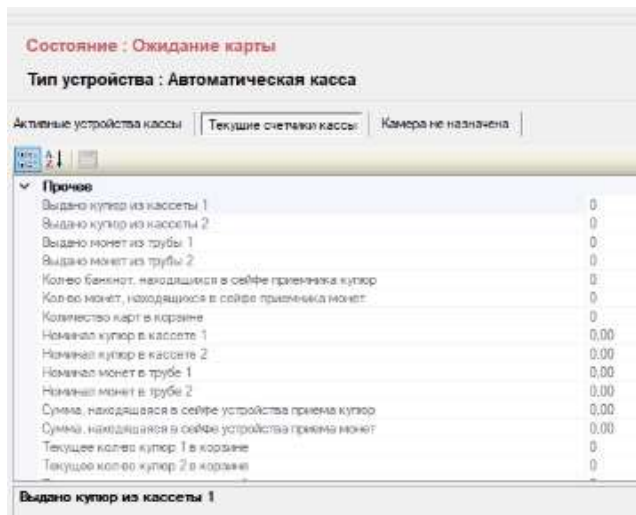 Состояние : Ожидание карты
Тип устройства : Автоматическая касса
Активные устройства кассы Текущие счетчики кассы Камера не назначена
Прочее
Выдано купюр из кассеты 1 0
Выдано купюр из кассеты 2 0
Выдано монет из трубы 1 0
Выдано монет из трубы 2 0
Кол-во банкнот, находящихся в сейфе приемника купюр 0
Кол-во монет, находящихся в сейфе приемника монет 0
Количество карт в корзине 0
Номинал купюр в кассете 1 0,00
Номинал купюр в кассете 2 0,00
Номинал монет в трубе 1 0,00
Номинал монет в трубе 2 0,00
Сумма, находящаяся в сейфе устройства приема купюр 0,00
Сумма, находящаяся в сейфе устройства приема монет 0,00
Текущее кол-во купюр 1 в корзине 0
Текущее кол-во купюр 2 в корзине 0
Выдано купюр из кассеты 1